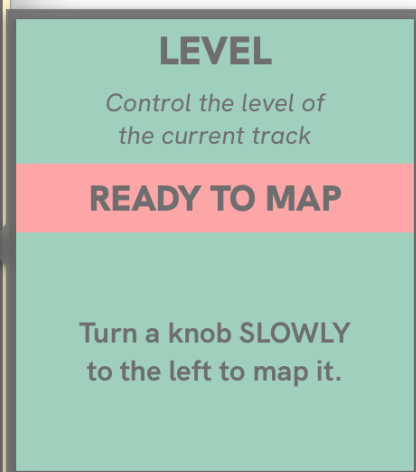 LEVEL
Control the level of
the current track
READY TO MAP
Turn a knob SLOWLY
to the left to map it.